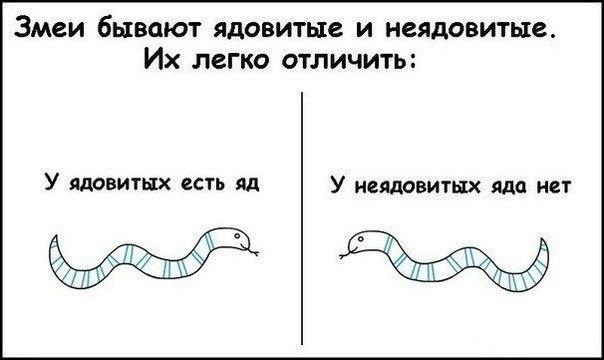 Змеи бывают ядовитые и неядовитые.
Их легко отличить:
У ядовитых есть яд
У неядовитых яда нет